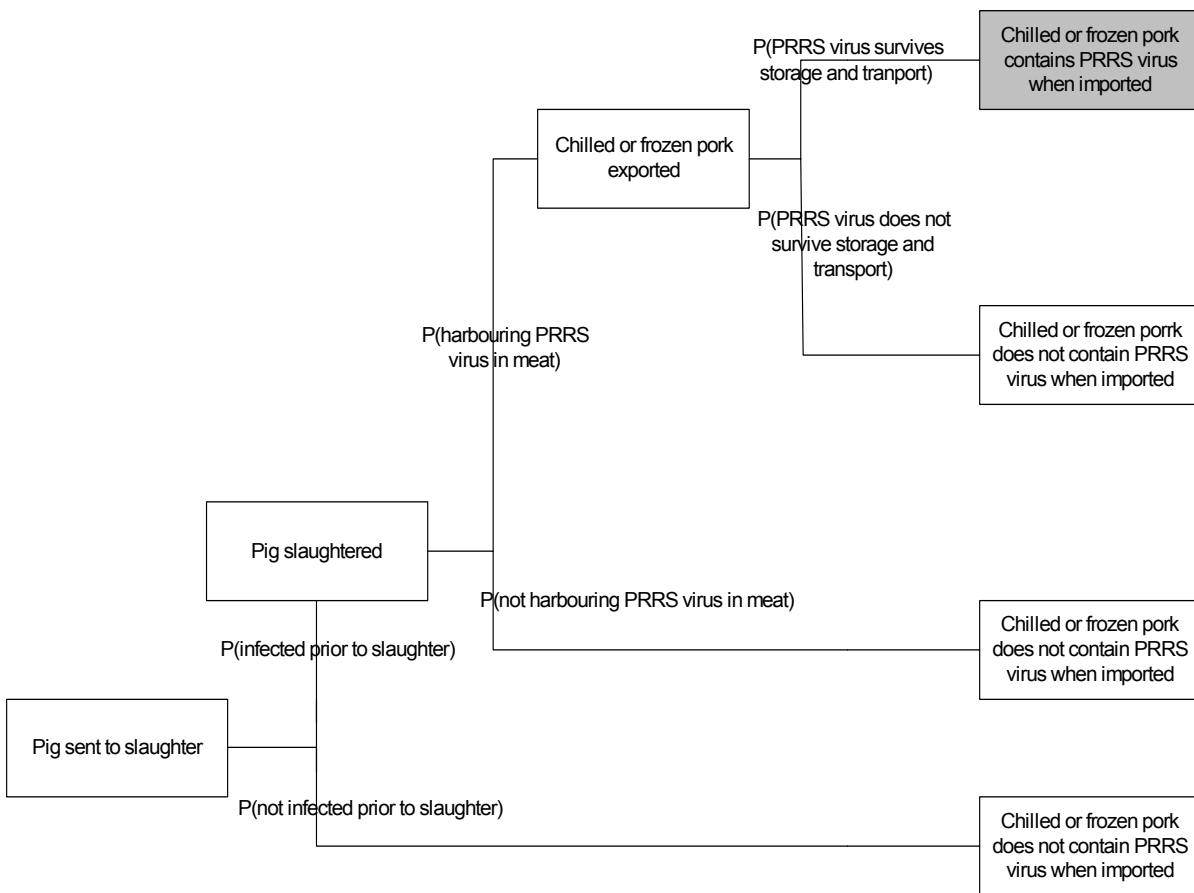 P(PRRS virus survives
storage and tranport)
Chilled or frozen pork
contains PRRS virus
when imported
Chilled or frozen pork
exported
P(PRRS virus does not
survive storage and
transport)
P(harbouring PRRS
virus in meat)
Chilled or frozen porrk
does not contain PRRS
virus when imported
Pig slaughtered
P(not harbouring PRRS virus in meat)
Chilled or frozen pork
does not contain PRRS
virus when imported
P(infected prior to slaughter)
Pig sent to slaughter
P(not infected prior to slaughter)
Chilled or frozen pork
does not contain PRRS
virus when imported